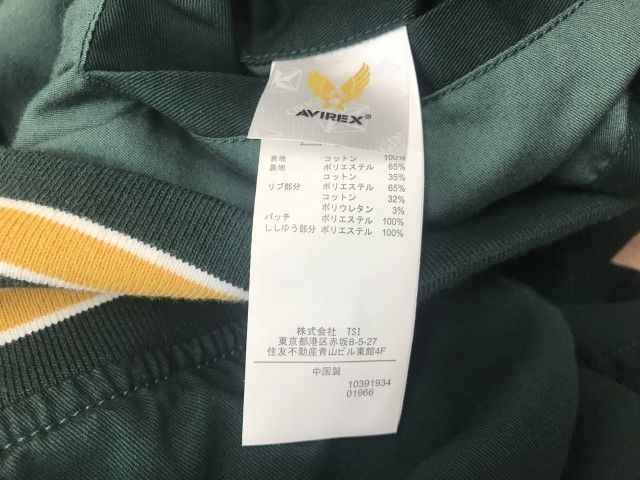 AVIREX®
表地 コットン 100%
裏地 ポリエステル 65%
コットン 35%
リブ部分 ポリエステル 65%
コットン 32%
ポリウレタン 3%
パッチ ポリエステル 100%
ししゆう部分 ポリエステル 100%
株式会社 TSI
東京都港区赤坂8-5-27
住友不動産青山ビル東館4F
中国製
10391934
01966